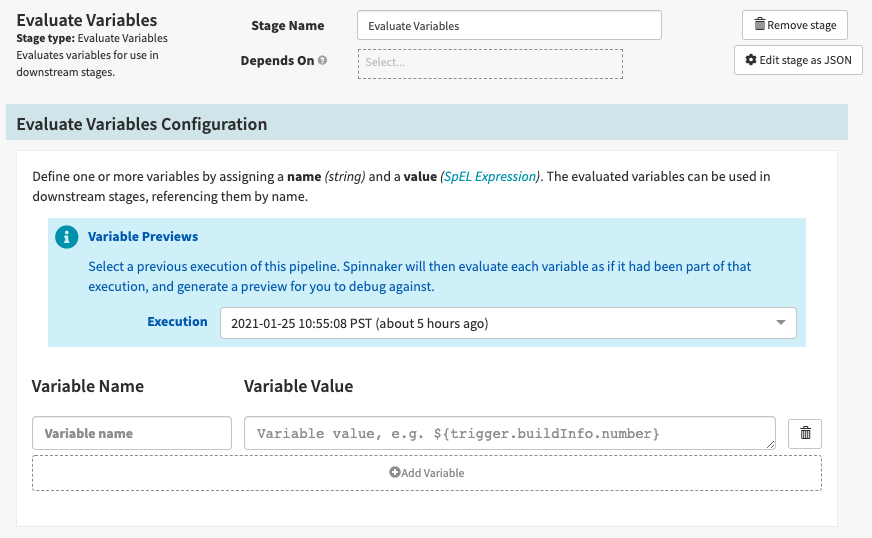 Evaluate Variables
Stage type: Evaluate Variables
Evaluates variables for use in
downstream stages.
Stage Name
Evaluate Variables
Depends On
Select...
Remove stage
Edit stage as JSON
Evaluate Variables Configuration
Define one or more variables by assigning a name (string) and a value (SpEL Expression). The evaluated variables can be used in
downstream stages, referencing them by name.
Variable Previews
Select a previous execution of this pipeline. Spinnaker will then evaluate each variable as if it had been part of that
execution, and generate a preview for you to debug against.
Execution
2021-01-25 10:55:08 PST (about 5 hours ago)
Variable Name
Variable Value
Variable name
Variable value, e.g. ${trigger.buildInfo.number}
Add Variable